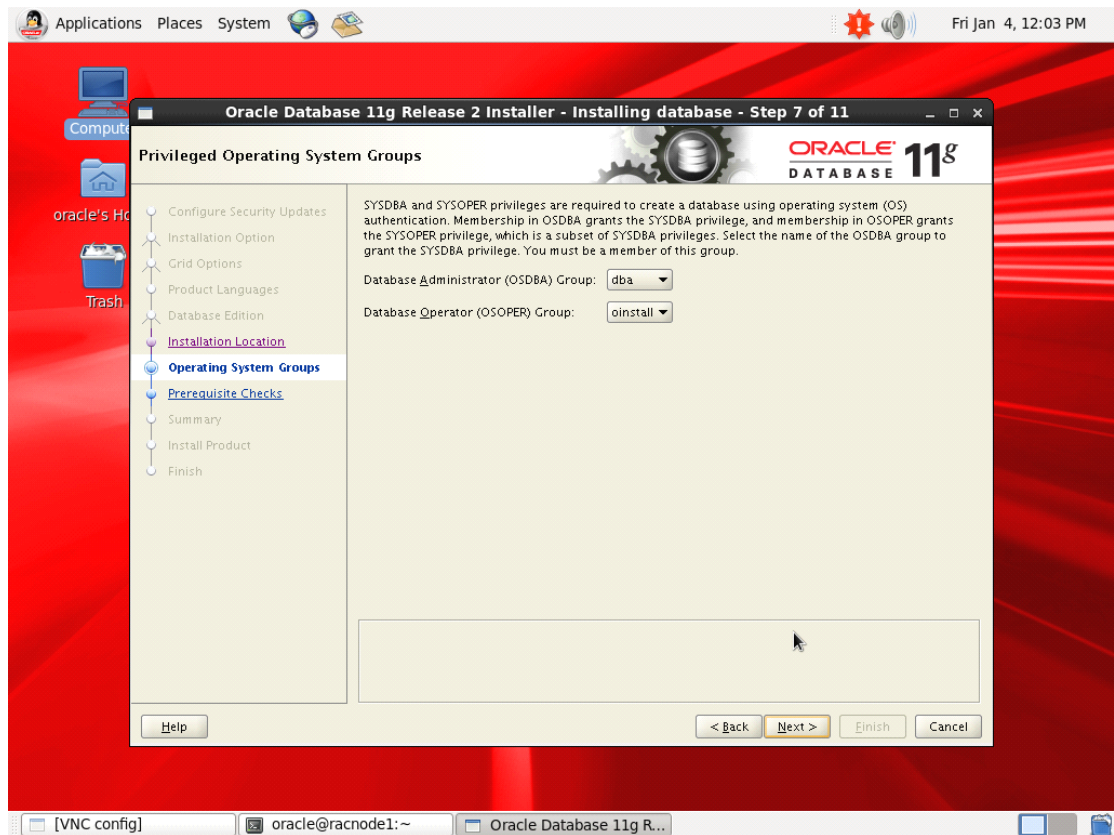 Applications Places System
Fri Jan 4, 12:03 PM
Computer
oracle's Ho
Trash
Oracle Database 11g Release 2 Installer - Installing database - Step 7 of 11
Privileged Operating System Groups
ORACLE 11g
DATABASE
Configure Security Updates
Installation Option
Grid Options
Product Languages
Database Edition
Installation Location
Operating System Groups
Prerequisite Checks
Summary
Install Product
Finish
SYSDBA and SYSOPER privileges are required to create a database using operating system (OS)
authentication. Membership in OSDBA grants the SYSDBA privilege, and membership in OSOPER grants
the SYSOPER privilege, which is a subset of SYSDBA privileges. Select the name of the OSDBA group to
grant the SYSDBA privilege. You must be a member of this group.
Database Administrator (OSDBA) Group: dba
Database Operator (OSOPER) Group: oinstall
Help
< Back Next > Finish Cancel
[VNC config] oracle@racnode1:~ Oracle Database 11g R...